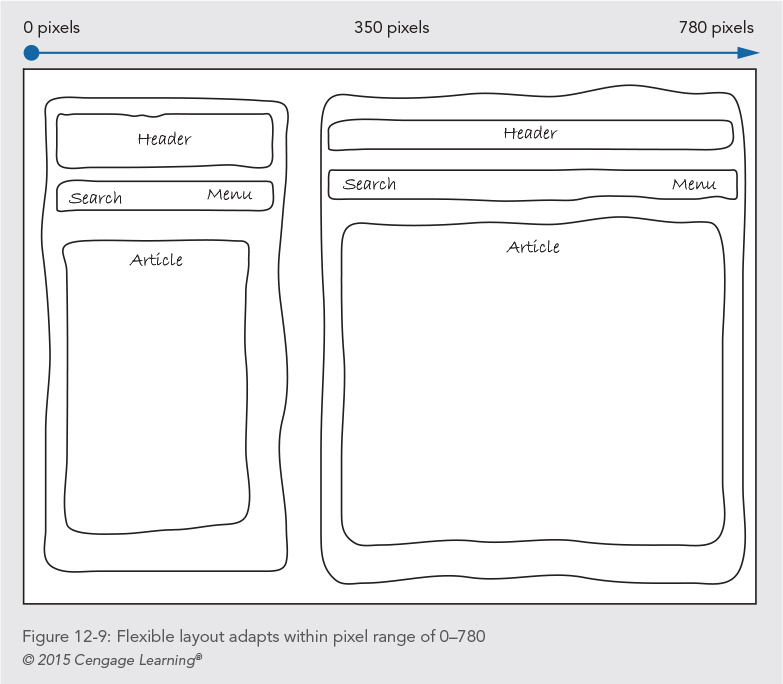 0 pixels 350 pixels 780 pixels
Header
Search Menu
Article
Header
Search Menu
Article
Figure 12-9: Flexible layout adapts within pixel range of 0–780
© 2015 Cengage Learning®